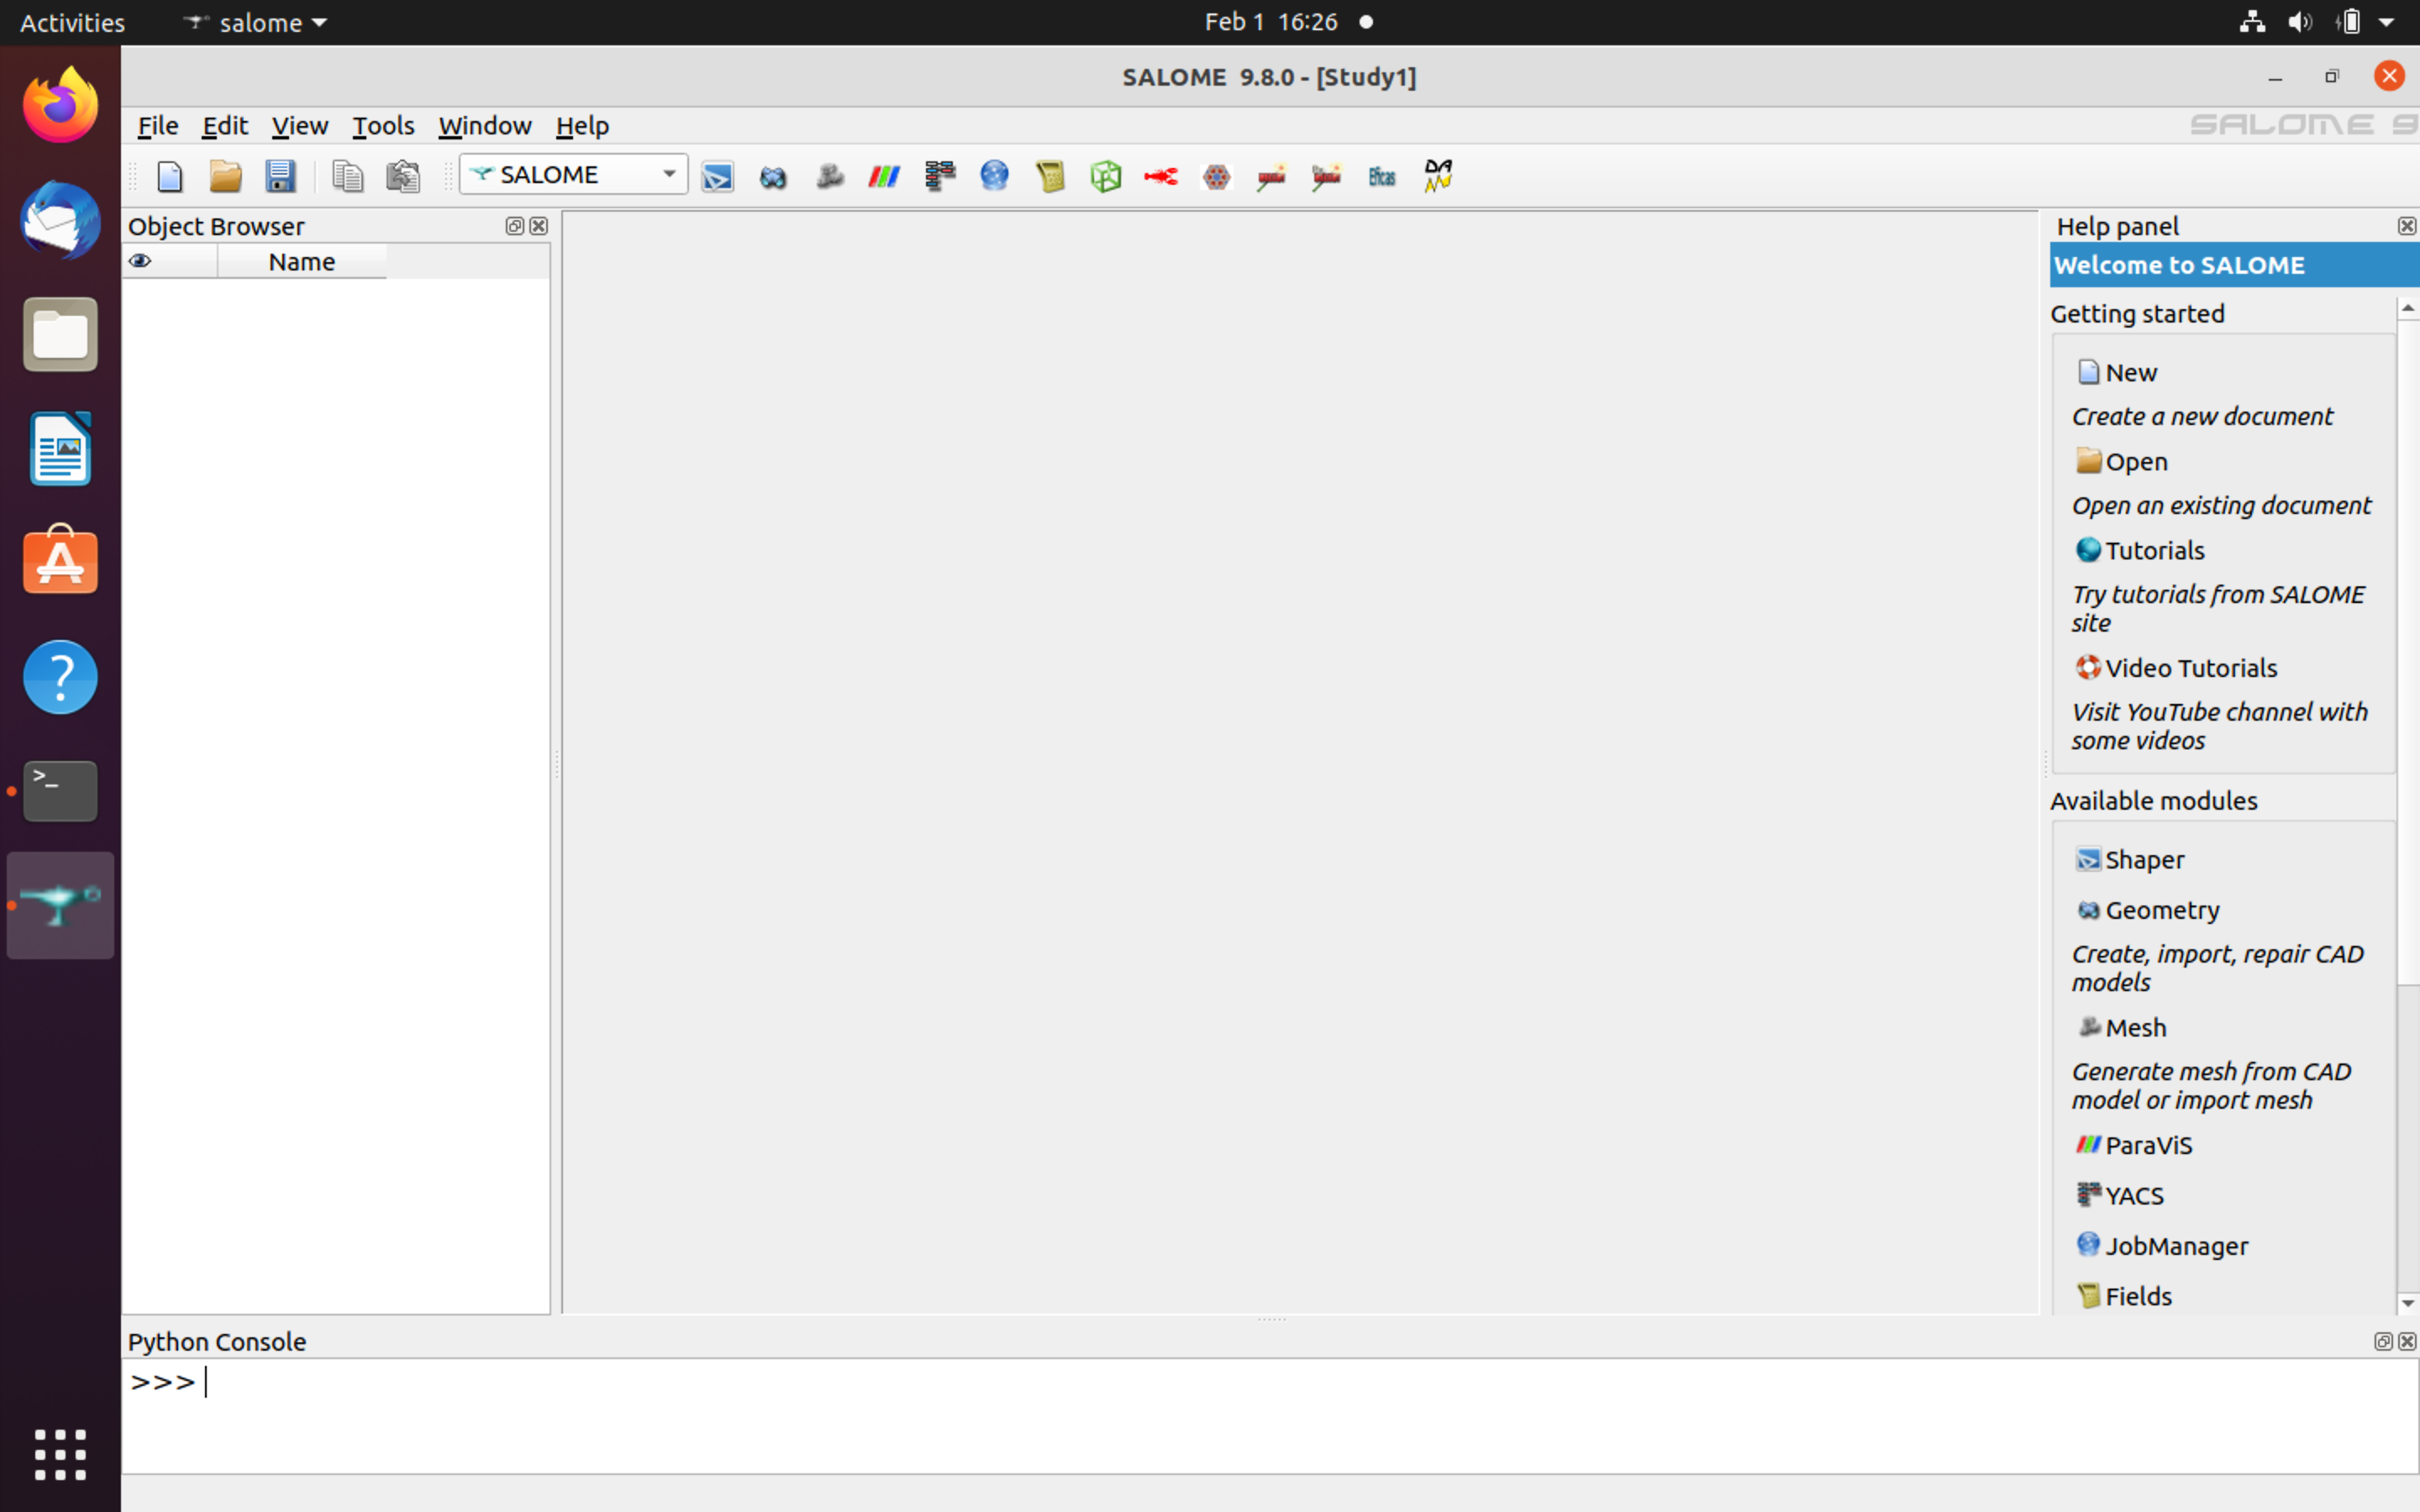 Activities
salome
Feb 1 16:26
SALOME 9.8.0 - [Study1]
File Edit View Tools Window Help
SALOME 9
SALOME
Eficas
Object Browser
Name
Help panel
Welcome to SALOME
Getting started
New
Create a new document
Open
Open an existing document
Tutorials
Try tutorials from SALOME
site
Video Tutorials
Visit YouTube channel with
some videos
Available modules
Shaper
Geometry
Create, import, repair CAD
models
Mesh
Generate mesh from CAD
model or import mesh
ParaViS
YACS
JobManager
Fields
Python Console
>>>